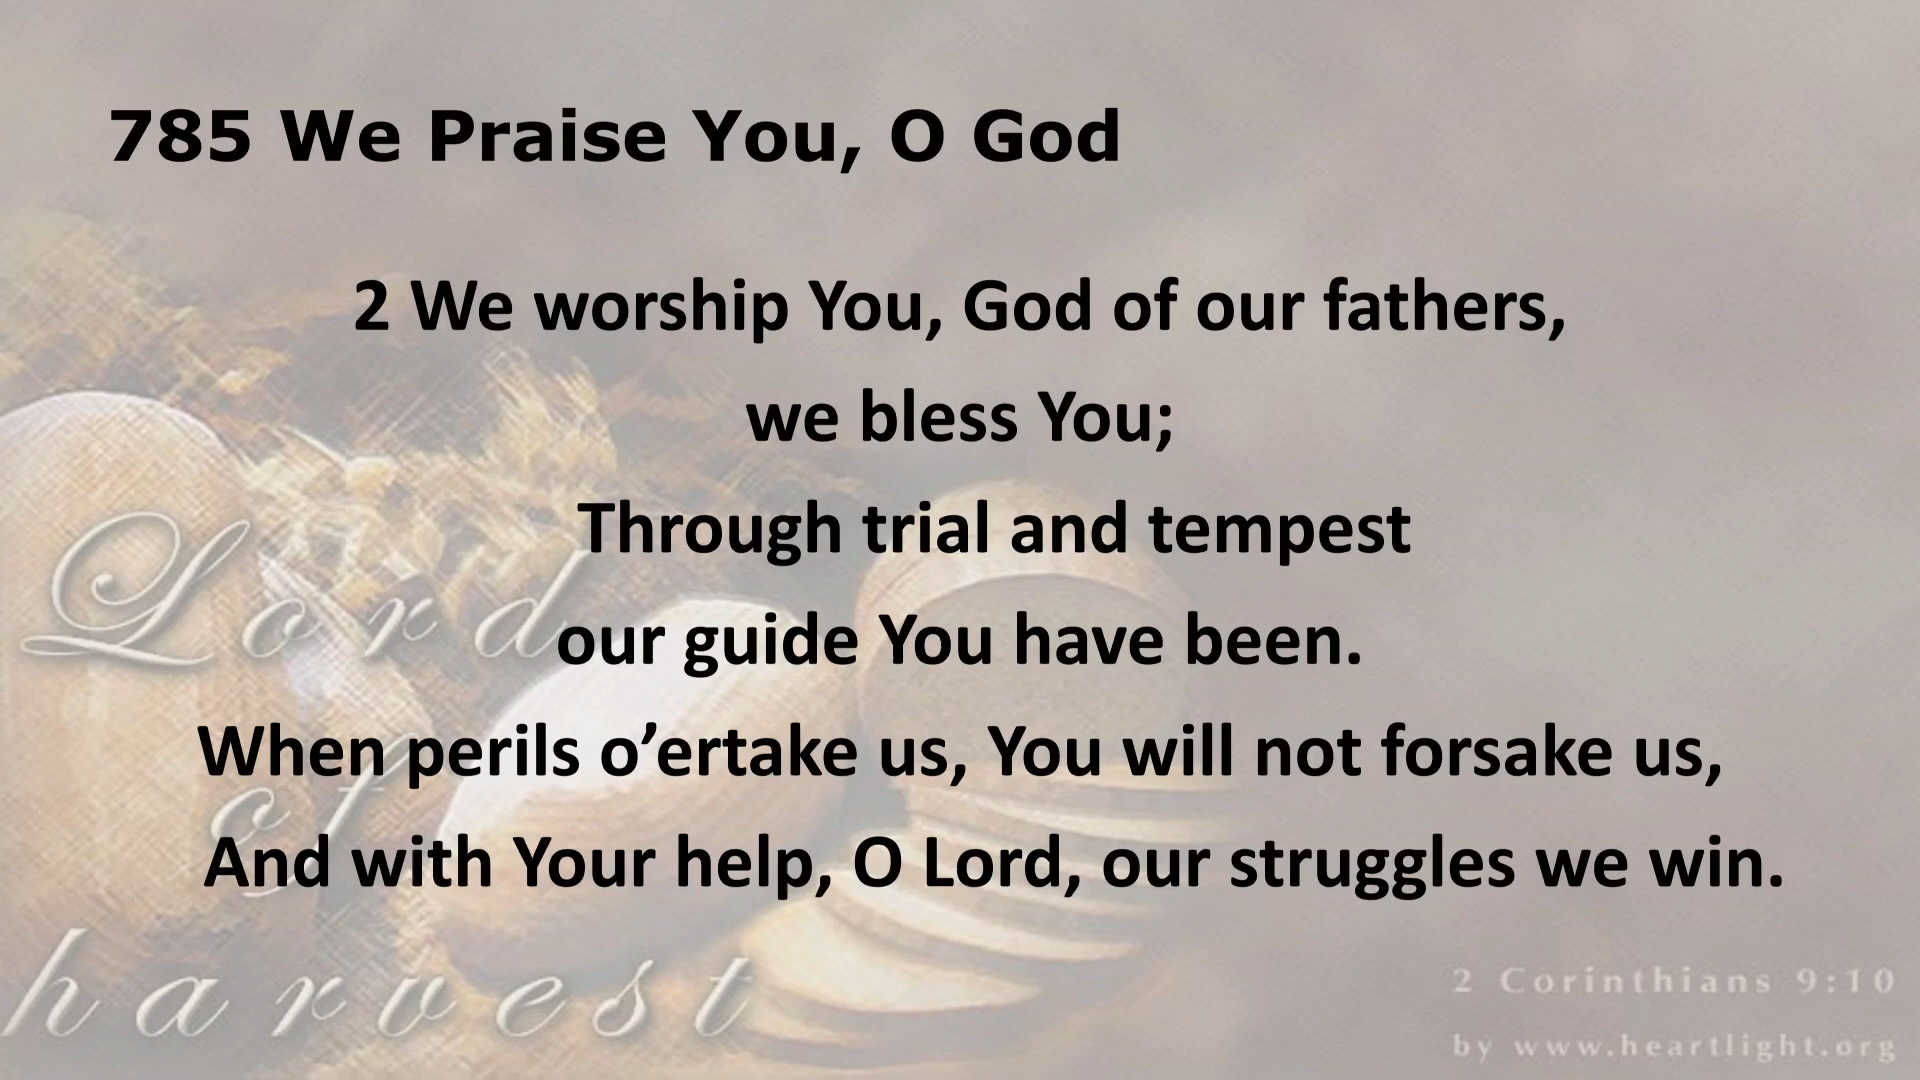 785 We Praise You, O God
2 We worship You, God of our fathers,
we bless You;
Through trial and tempest
our guide You have been.
When perils o’ertake us, You will not forsake us,
And with Your help, O Lord, our struggles we win.
Lord
of
harvest
2 Corinthians 9:10
by www.heartlight.org